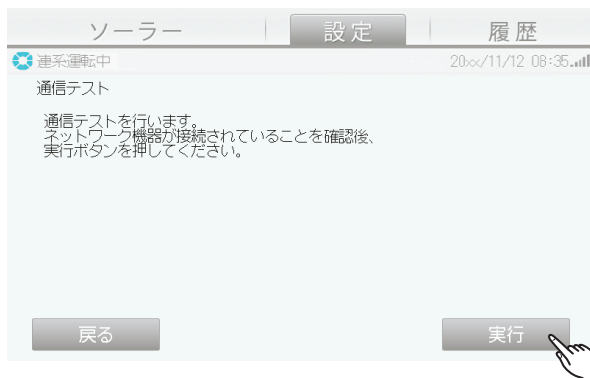 ソーラー 設定 履歴
連系運転中 20xx/11/12 08:35
通信テスト
通信テストを行います。
ネットワーク機器が接続されていることを確認後、
実行ボタンを押してください。
戻る 実行